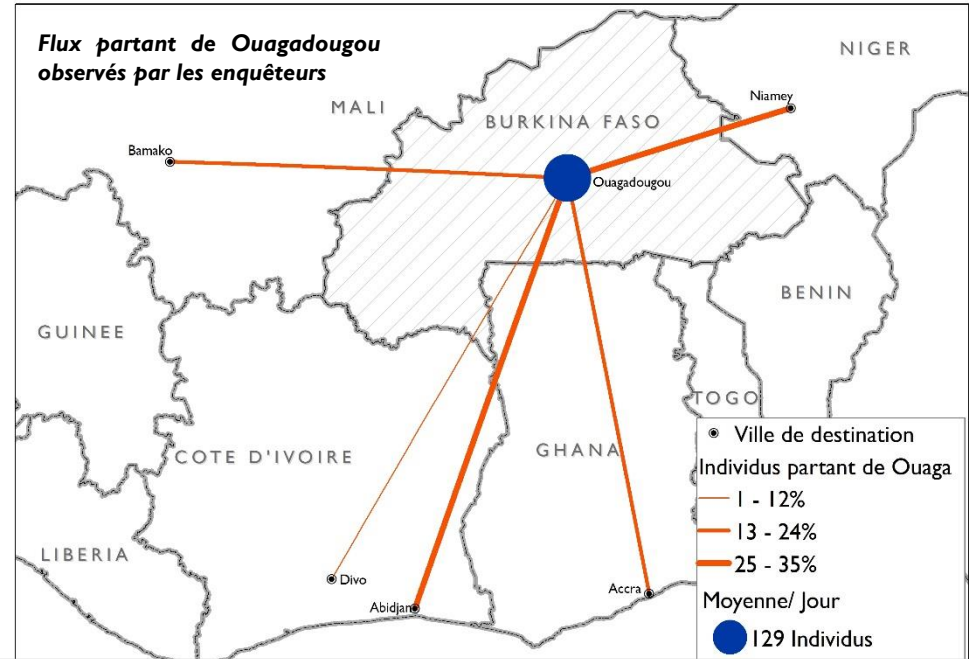 Flux partant de Ouagadougou
observés par les enquêteurs
NIGER
MALI
Niamey
BURKINA FASO
Bamako
Ouagadougou
BENIN
GUINEE
TOGO
GHANA
COTE D'IVOIRE
LIBERIA
Divo
Abidjan
Accra
Ville de destination
Individus partant de Ouaga
1 - 12%
13 - 24%
25 - 35%
Moyenne/ Jour
129 Individus